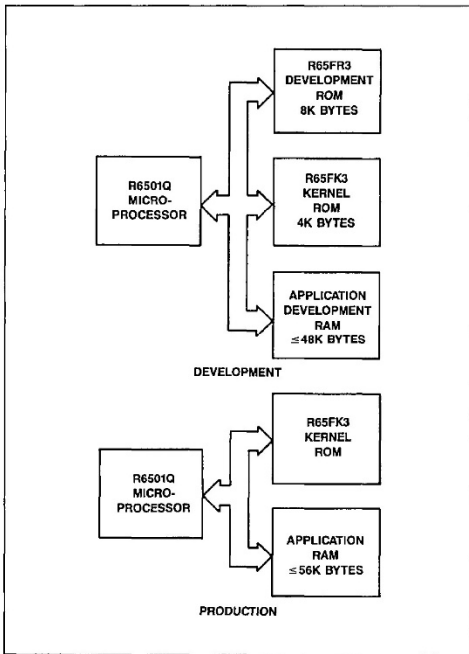 R65FR3
DEVELOPMENT
ROM
8K BYTES
R6501Q
MICRO-
PROCESSOR
R65FK3
KERNEL
ROM
4K BYTES
APPLICATION
DEVELOPMENT
RAM
≤48K BYTES
DEVELOPMENT
R65FK3
KERNEL
ROM
R6501Q
MICRO-
PROCESSOR
APPLICATION
RAM
≤56K BYTES
PRODUCTION